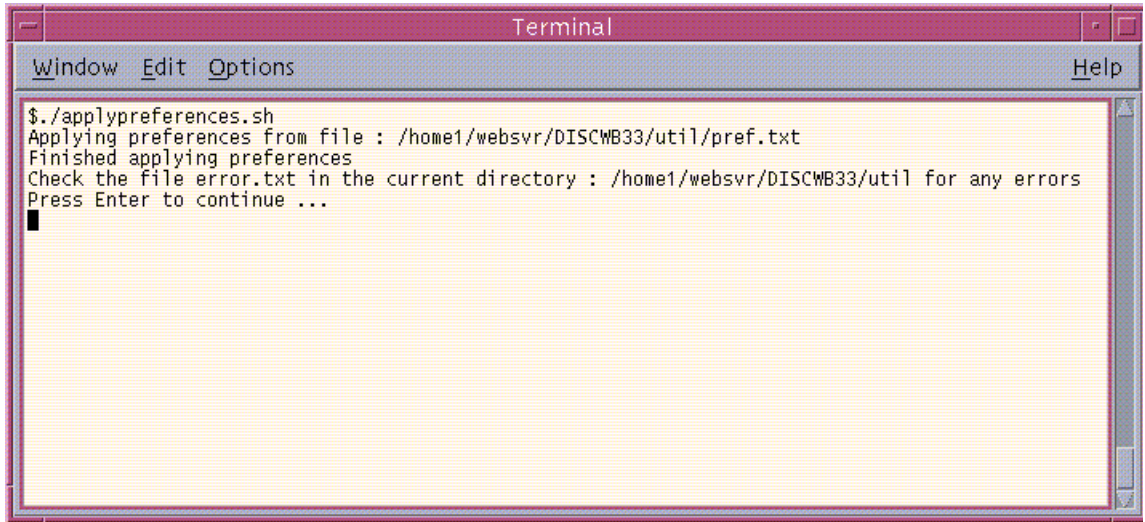 Terminal
Window Edit Options Help
$./applypreferences.sh
Applying preferences from file : /home1/websvr/DISCWB33/util/pref.txt
Finished applying preferences
Check the file error.txt in the current directory : /home1/websvr/DISCWB33/util for any errors
Press Enter to continue ...